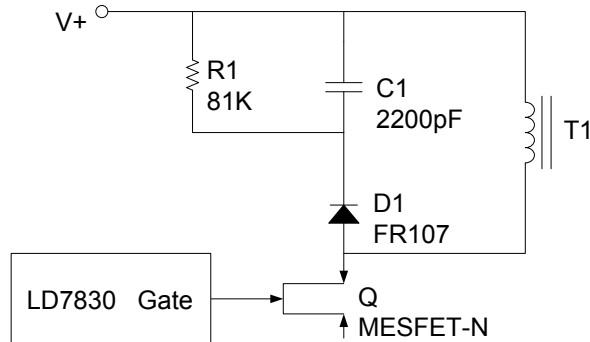 V+
R1
81K
C1
2200pF
T1
D1
FR107
LD7830 Gate
Q
MESFET-N